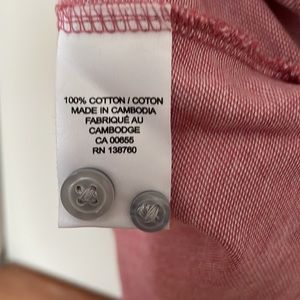 100% COTTON / COTON
MADE IN CAMBODIA
FABRIQUÉ AU
CAMBODGE
CA 00655
RN 138760